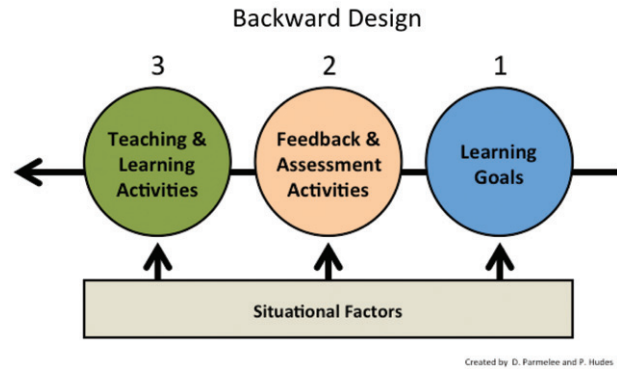 Backward Design
3 2 1
Teaching &
Learning
Activities
Feedback &
Assessment
Activities
Learning
Goals
Situational Factors
Created by D. Parmelee and P. Hudes